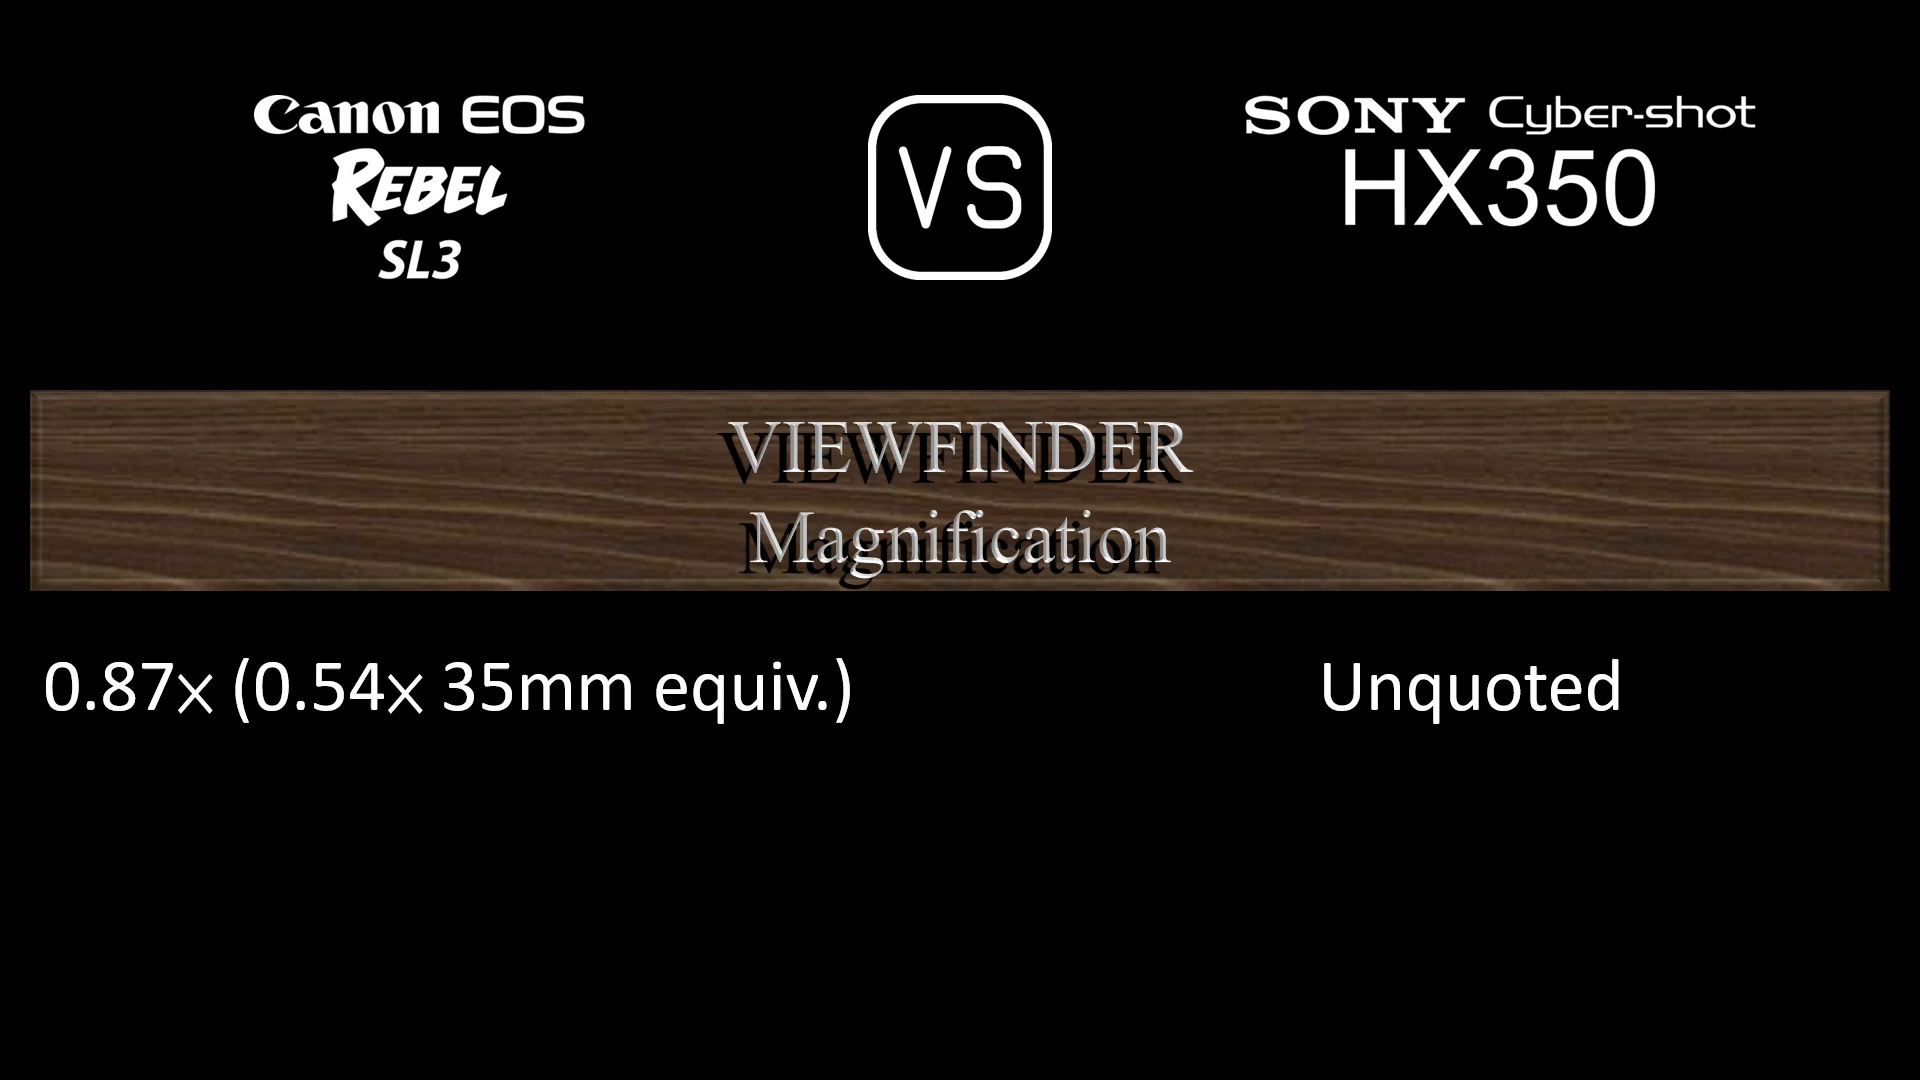 Canon EOS
REBEL
SL3
VS
SONY Cyber-shot
HX350
VIEWFINDER
Magnification
0.87× (0.54× 35mm equiv.)
Unquoted